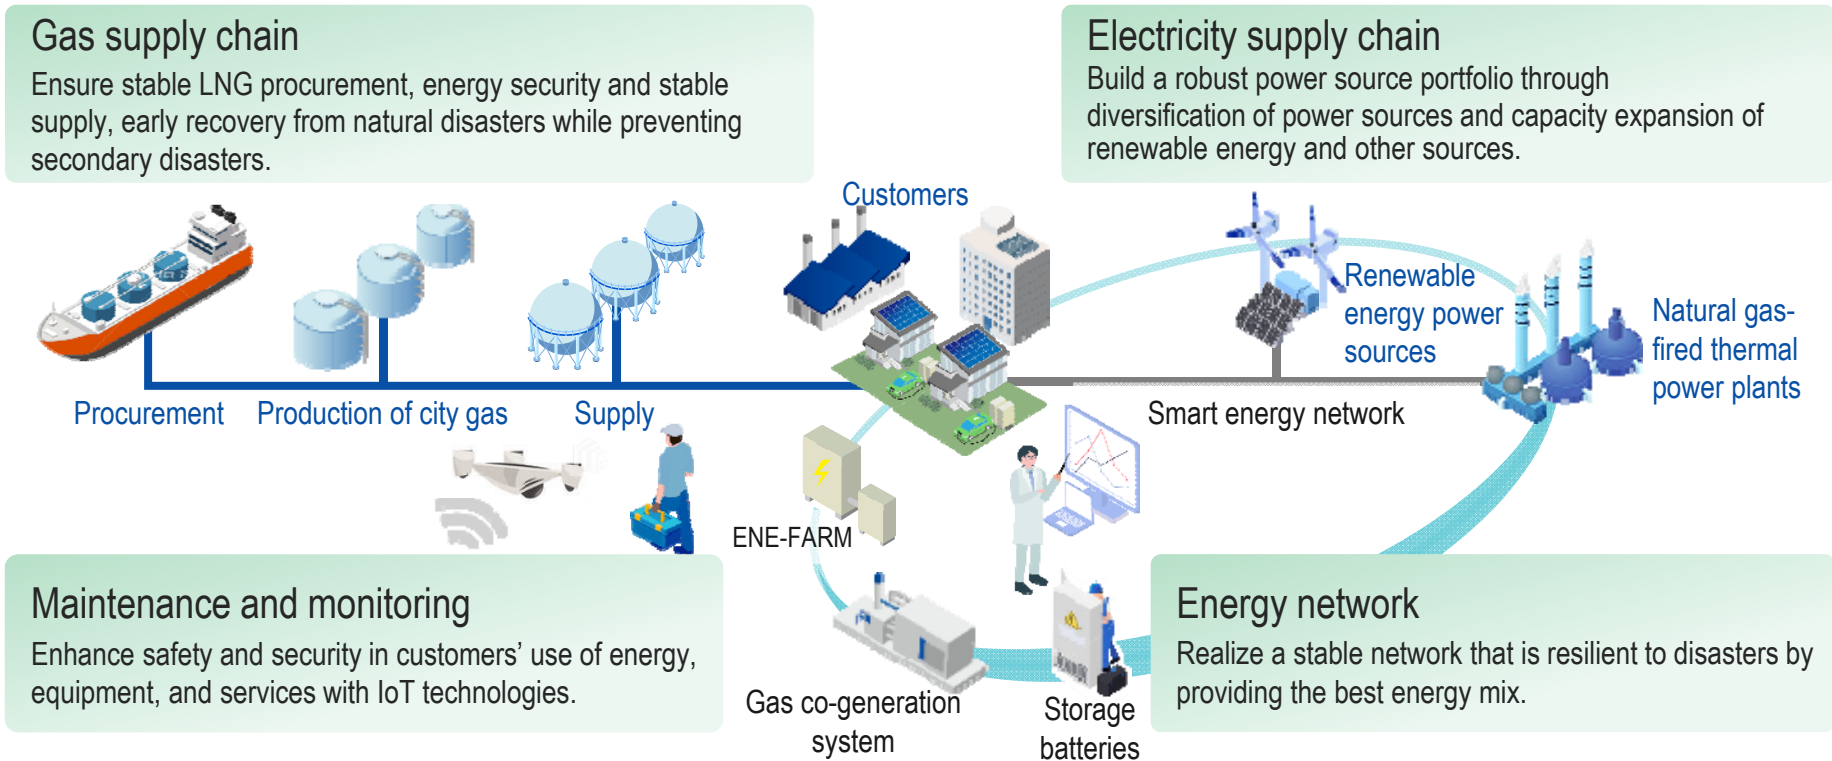 Gas supply chain
Ensure stable LNG procurement, energy security and stable
supply, early recovery from natural disasters while preventing
secondary disasters.
Electricity supply chain
Build a robust power source portfolio through
diversification of power sources and capacity expansion of
renewable energy and other sources.
Customers
Renewable
energy power
sources
Natural gas-
fired thermal
power plants
Procurement
Production of city gas
Supply
Smart energy network
ENE-FARM
Gas co-generation
system
Storage
batteries
Maintenance and monitoring
Enhance safety and security in customers’ use of energy,
equipment, and services with IoT technologies.
Energy network
Realize a stable network that is resilient to disasters by
providing the best energy mix.